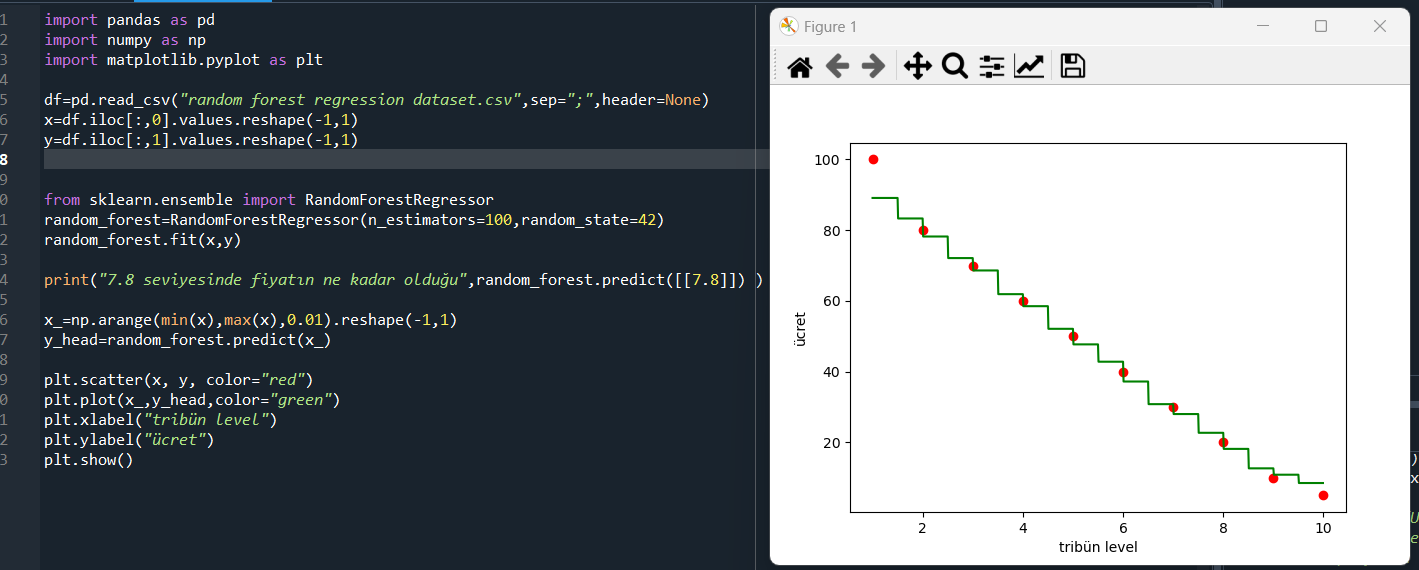 1 import pandas as pd
2 import numpy as np
3 import matplotlib.pyplot as plt
4
5 df=pd.read_csv("random forest regression dataset.csv",sep=";",header=None)
6 x=df.iloc[:,0].values.reshape(-1,1)
7 y=df.iloc[:,1].values.reshape(-1,1)
8
9
0 from sklearn.ensemble import RandomForestRegressor
1 random_forest=RandomForestRegressor(n_estimators=100,random_state=42)
2 random_forest.fit(x,y)
3
4 print("7.8 seviyesinde fiyatın ne kadar olduğu",random_forest.predict([[7.8]]) )
5
6 x_=np.arange(min(x),max(x),0.01).reshape(-1,1)
7 y_head=random_forest.predict(x_)
8
9 plt.scatter(x, y, color="red")
0 plt.plot(x_,y_head,color="green")
1 plt.xlabel("tribün level")
2 plt.ylabel("ücret")
3 plt.show()
Figure 1
100
80
60
40
20
ücret
2 4 6 8 10
tribün level
)
x
U
e